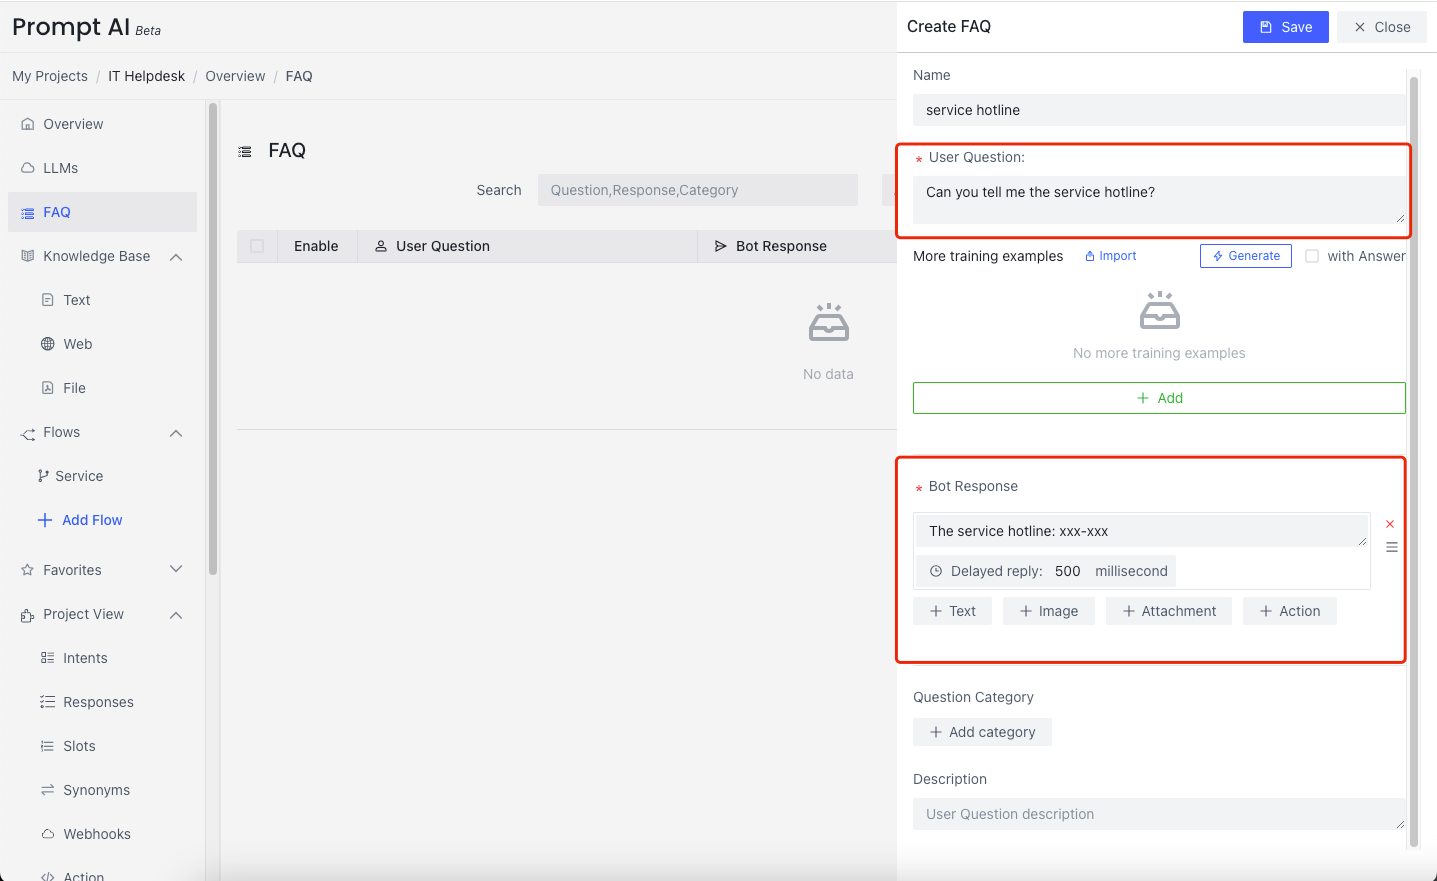 Prompt AI Beta
My Projects / IT Helpdesk / Overview / FAQ
Overview
LLMs
FAQ
Knowledge Base
Text
Web
File
Flows
Service
Add Flow
Favorites
Project View
Intents
Responses
Slots
Synonyms
Webhooks
Action
FAQ
Search Question,Response,Category
Enable User Question Bot Response
No data
Create FAQ Save Close
Name
service hotline
* User Question:
Can you tell me the service hotline?
More training examples Import Generate with Answer
No more training examples
+ Add
* Bot Response
The service hotline: xxx-xxx
Delayed reply: 500 millisecond
+ Text + Image + Attachment + Action
Question Category
+ Add category
Description
User Question description